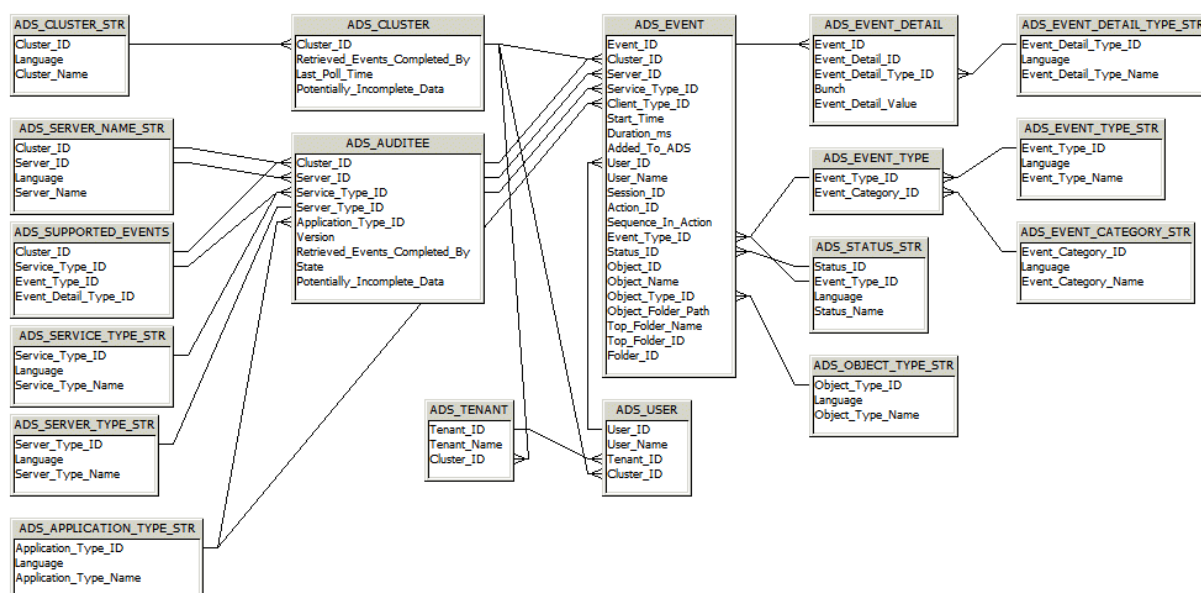 ADS_CLUSTER_STR
Cluster_ID
Language
Cluster_Name
ADS_CLUSTER
Cluster_ID
Retrieved_Events_Completed_By
Last_Poll_Time
Potentially_Incomplete_Data
ADS_EVENT
Event_ID
Cluster_ID
Server_ID
Service_Type_ID
Client_Type_ID
Start_Time
Duration_ms
Added_To_ADS
User_ID
User_Name
Session_ID
Action_ID
Sequence_In_Action
Event_Type_ID
Status_ID
Object_ID
Object_Name
Object_Type_ID
Object_Folder_Path
Top_Folder_Name
Top_Folder_ID
Folder_ID
ADS_EVENT_DETAIL
Event_ID
Event_Detail_ID
Event_Detail_Type_ID
Bunch
Event_Detail_Value
ADS_EVENT_DETAIL_TYPE_STR
Event_Detail_Type_ID
Language
Event_Detail_Type_Name
ADS_SERVER_NAME_STR
Cluster_ID
Server_ID
Language
Server_Name
ADS_AUDITEE
Cluster_ID
Server_ID
Service_Type_ID
Server_Type_ID
Application_Type_ID
Version
Retrieved_Events_Completed_By
State
Potentially_Incomplete_Data
ADS_EVENT_TYPE
Event_Type_ID
Event_Category_ID
ADS_EVENT_TYPE_STR
Event_Type_ID
Language
Event_Type_Name
ADS_SUPPORTED_EVENTS
Cluster_ID
Service_Type_ID
Event_Type_ID
Event_Detail_Type_ID
ADS_STATUS_STR
Status_ID
Event_Type_ID
Language
Status_Name
ADS_EVENT_CATEGORY_STR
Event_Category_ID
Language
Event_Category_Name
ADS_SERVICE_TYPE_STR
Service_Type_ID
Language
Service_Type_Name
ADS_OBJECT_TYPE_STR
Object_Type_ID
Language
Object_Type_Name
ADS_SERVER_TYPE_STR
Server_Type_ID
Language
Server_Type_Name
ADS_TENANT
Tenant_ID
Tenant_Name
Cluster_ID
ADS_USER
User_ID
User_Name
Tenant_ID
Cluster_ID
ADS_APPLICATION_TYPE_STR
Application_Type_ID
Language
Application_Type_Name